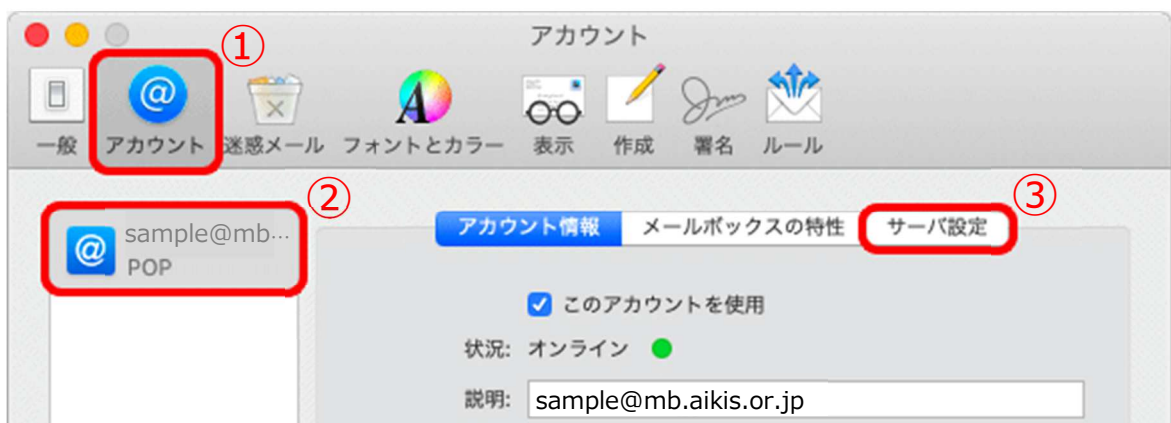 アカウント
①
一般 アカウント 迷惑メール フォントとカラー 表示 作成 署名 ルール
② ③
sample@mb… アカウント情報 メールボックスの特性 サーバ設定
POP
このアカウントを使用
状況: オンライン
説明: sample@mb.aikis.or.jp